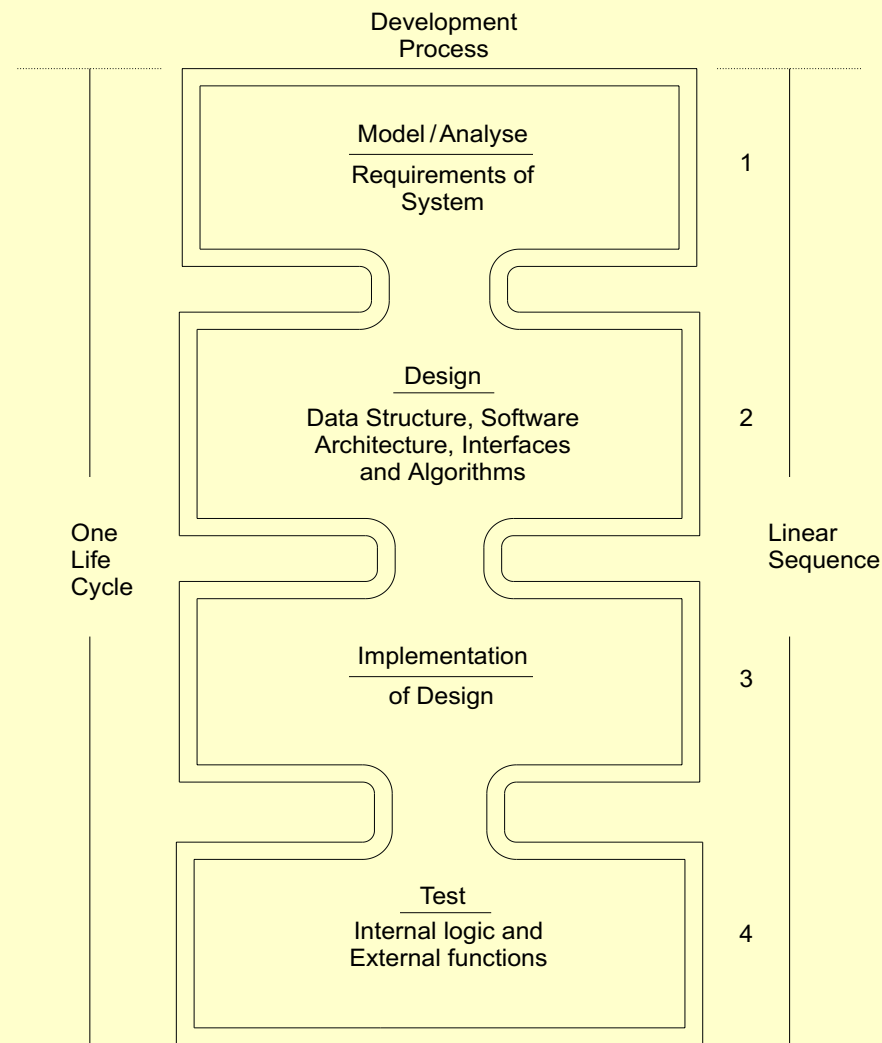 Development
Process
Model / Analyse
Requirements of
System
1
Design
Data Structure, Software
Architecture, Interfaces
and Algorithms
2
One
Life
Cycle
Linear
Sequence
Implementation
of Design
3
Test
Internal logic and
External functions
4